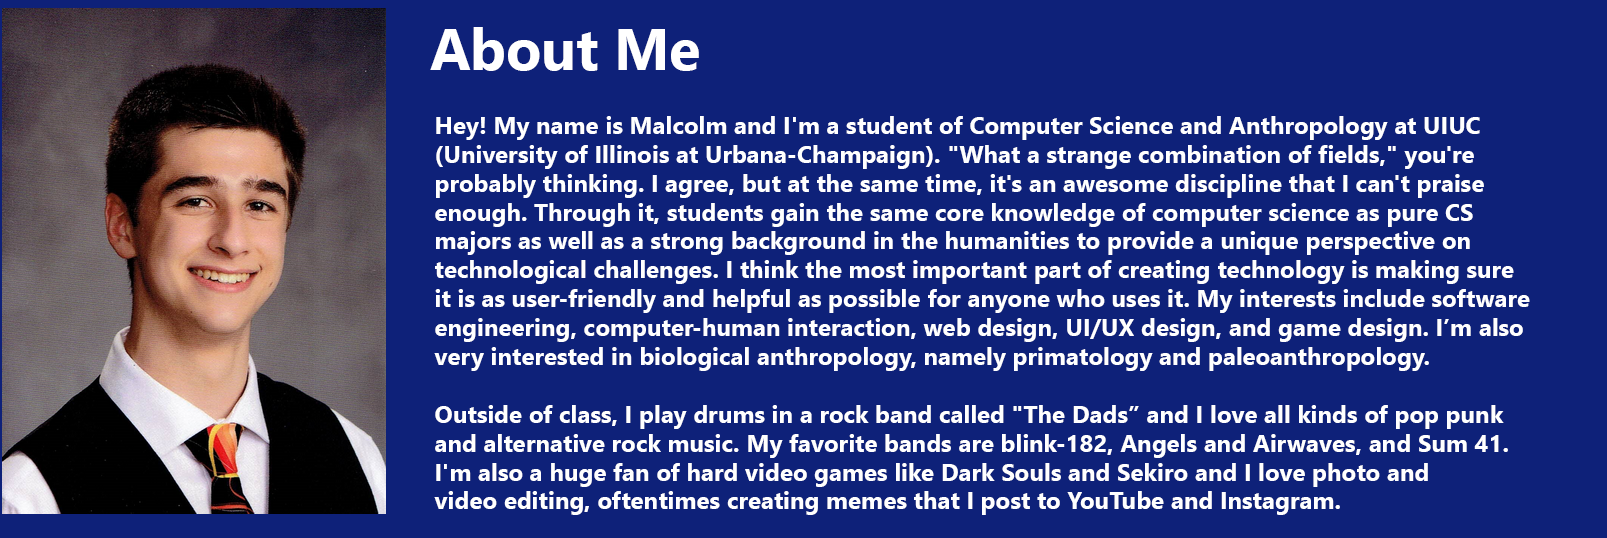 About Me
Hey! My name is Malcolm and I'm a student of Computer Science and Anthropology at UIUC
(University of Illinois at Urbana-Champaign). "What a strange combination of fields," you're
probably thinking. I agree, but at the same time, it's an awesome discipline that I can't praise
enough. Through it, students gain the same core knowledge of computer science as pure CS
majors as well as a strong background in the humanities to provide a unique perspective on
technological challenges. I think the most important part of creating technology is making sure
it is as user-friendly and helpful as possible for anyone who uses it. My interests include software
engineering, computer-human interaction, web design, UI/UX design, and game design. I’m also
very interested in biological anthropology, namely primatology and paleoanthropology.
Outside of class, I play drums in a rock band called "The Dads” and I love all kinds of pop punk
and alternative rock music. My favorite bands are blink-182, Angels and Airwaves, and Sum 41.
I'm also a huge fan of hard video games like Dark Souls and Sekiro and I love photo and
video editing, oftentimes creating memes that I post to YouTube and Instagram.